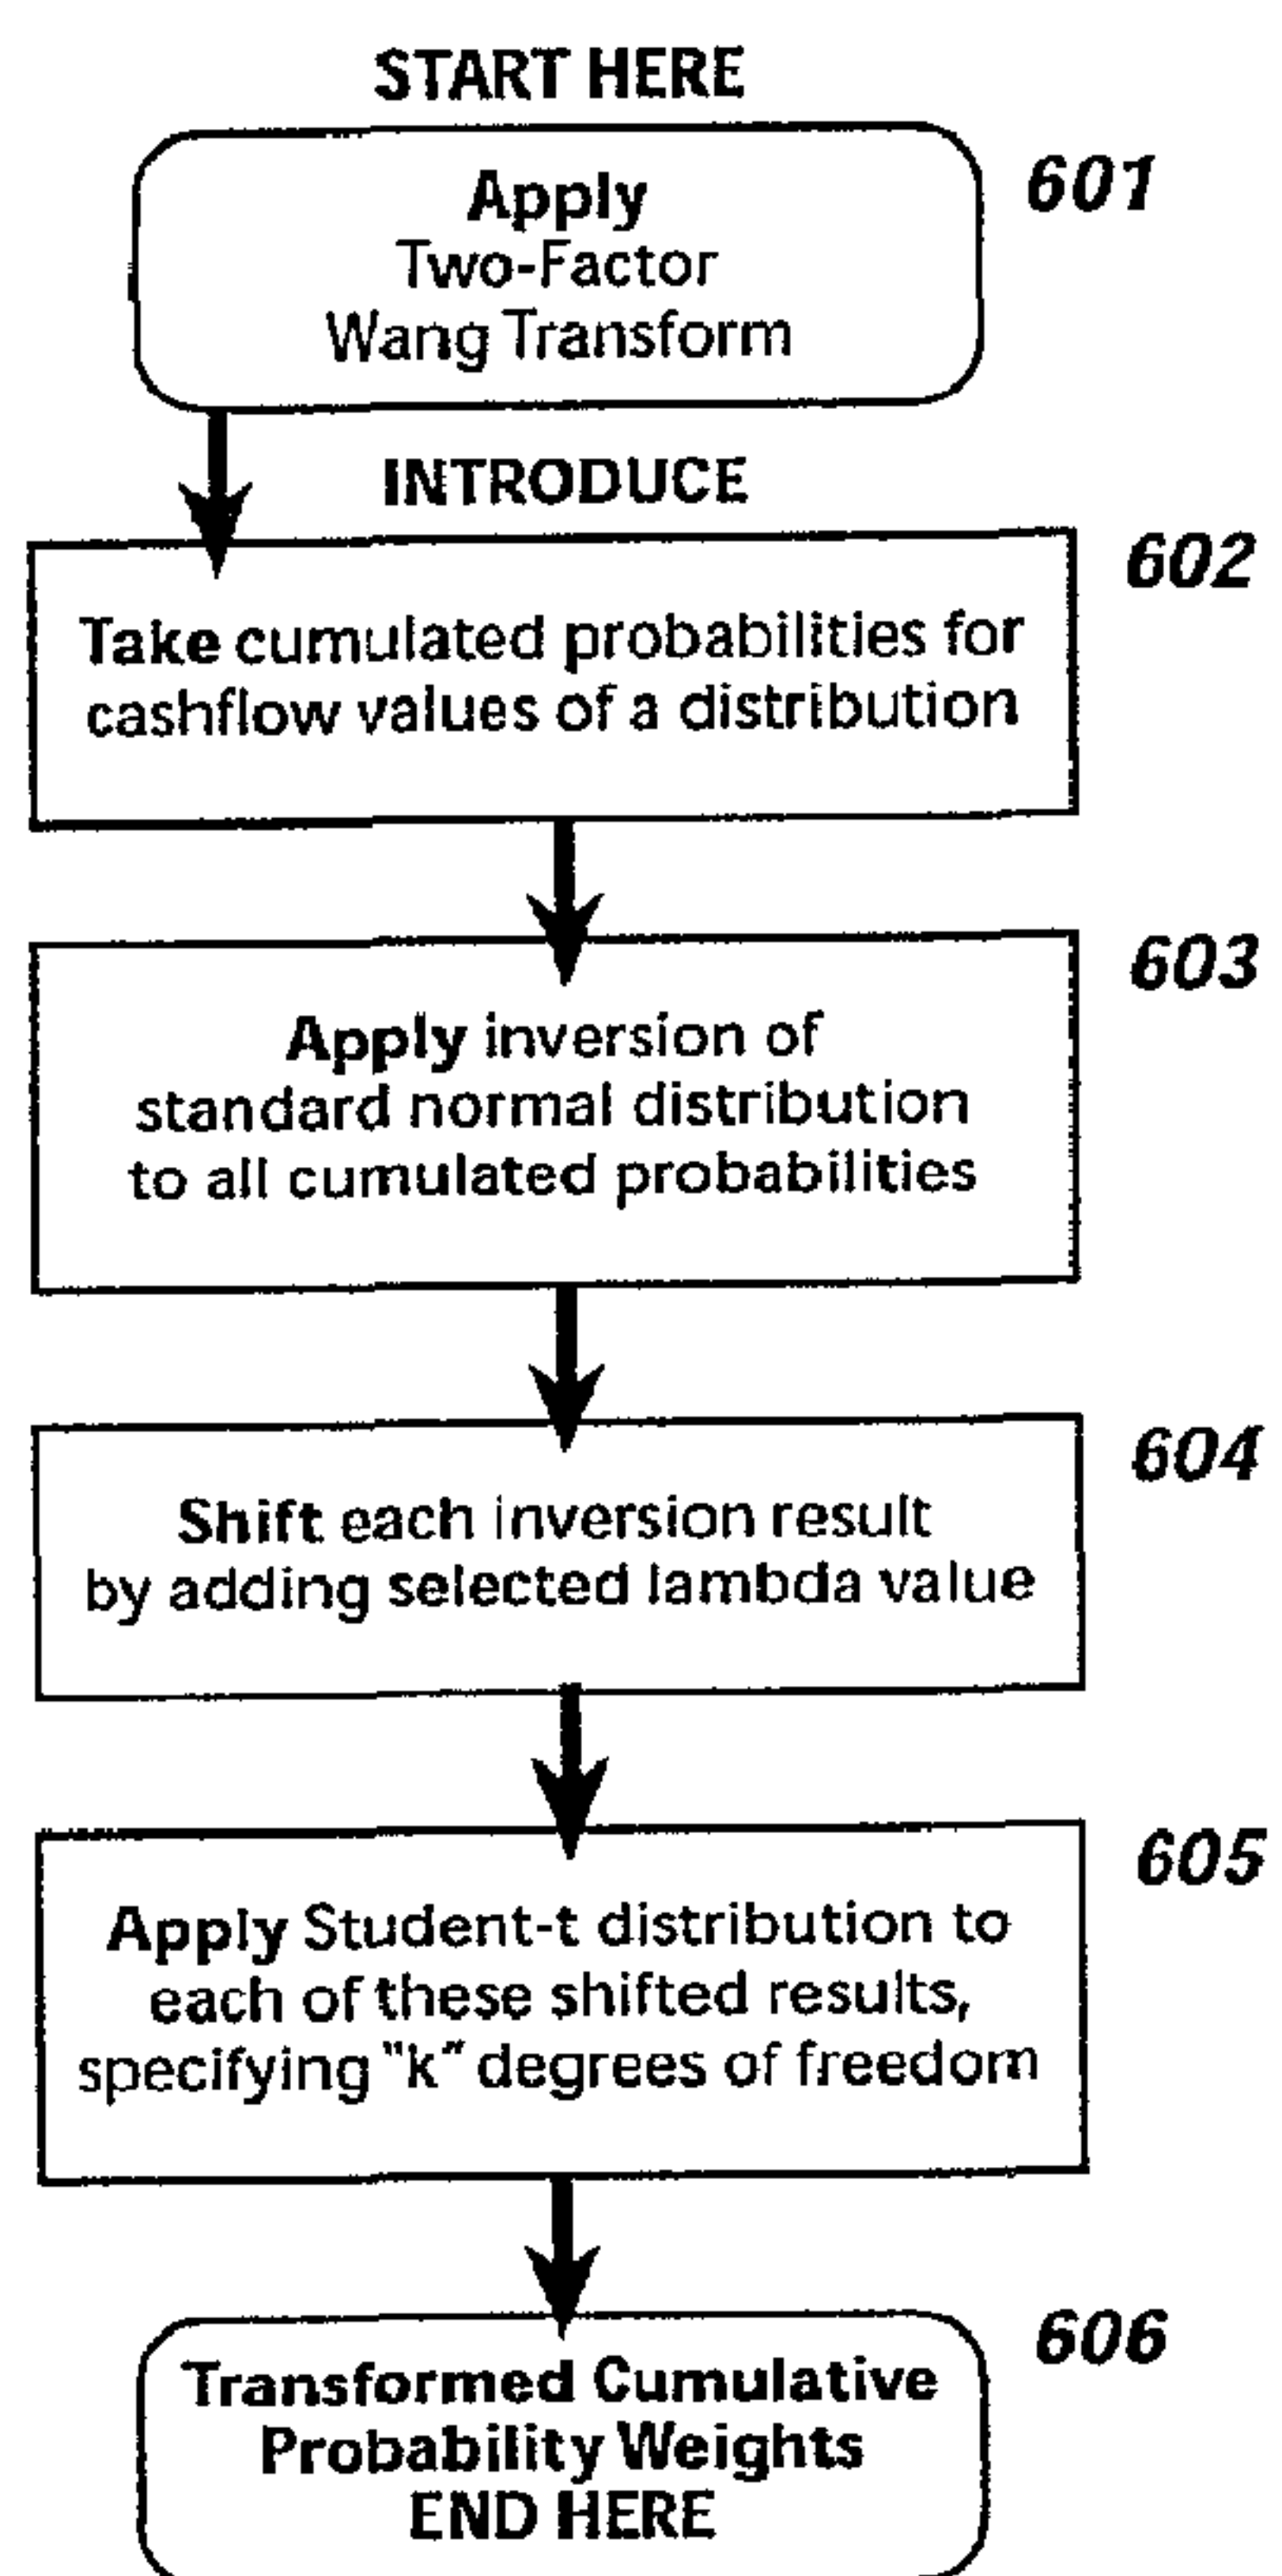 START HERE
601
Apply
Two-Factor
Wang Transform
INTRODUCE
602
Take cumulated probabilities for
cashflow values of a distribution
603
Apply inversion of
standard normal distribution
to all cumulated probabilities
604
Shift each inversion result
by adding selected lambda value
605
Apply Student-t distribution to
each of these shifted results,
specifying "k" degrees of freedom
606
Transformed Cumulative
Probability Weights
END HERE